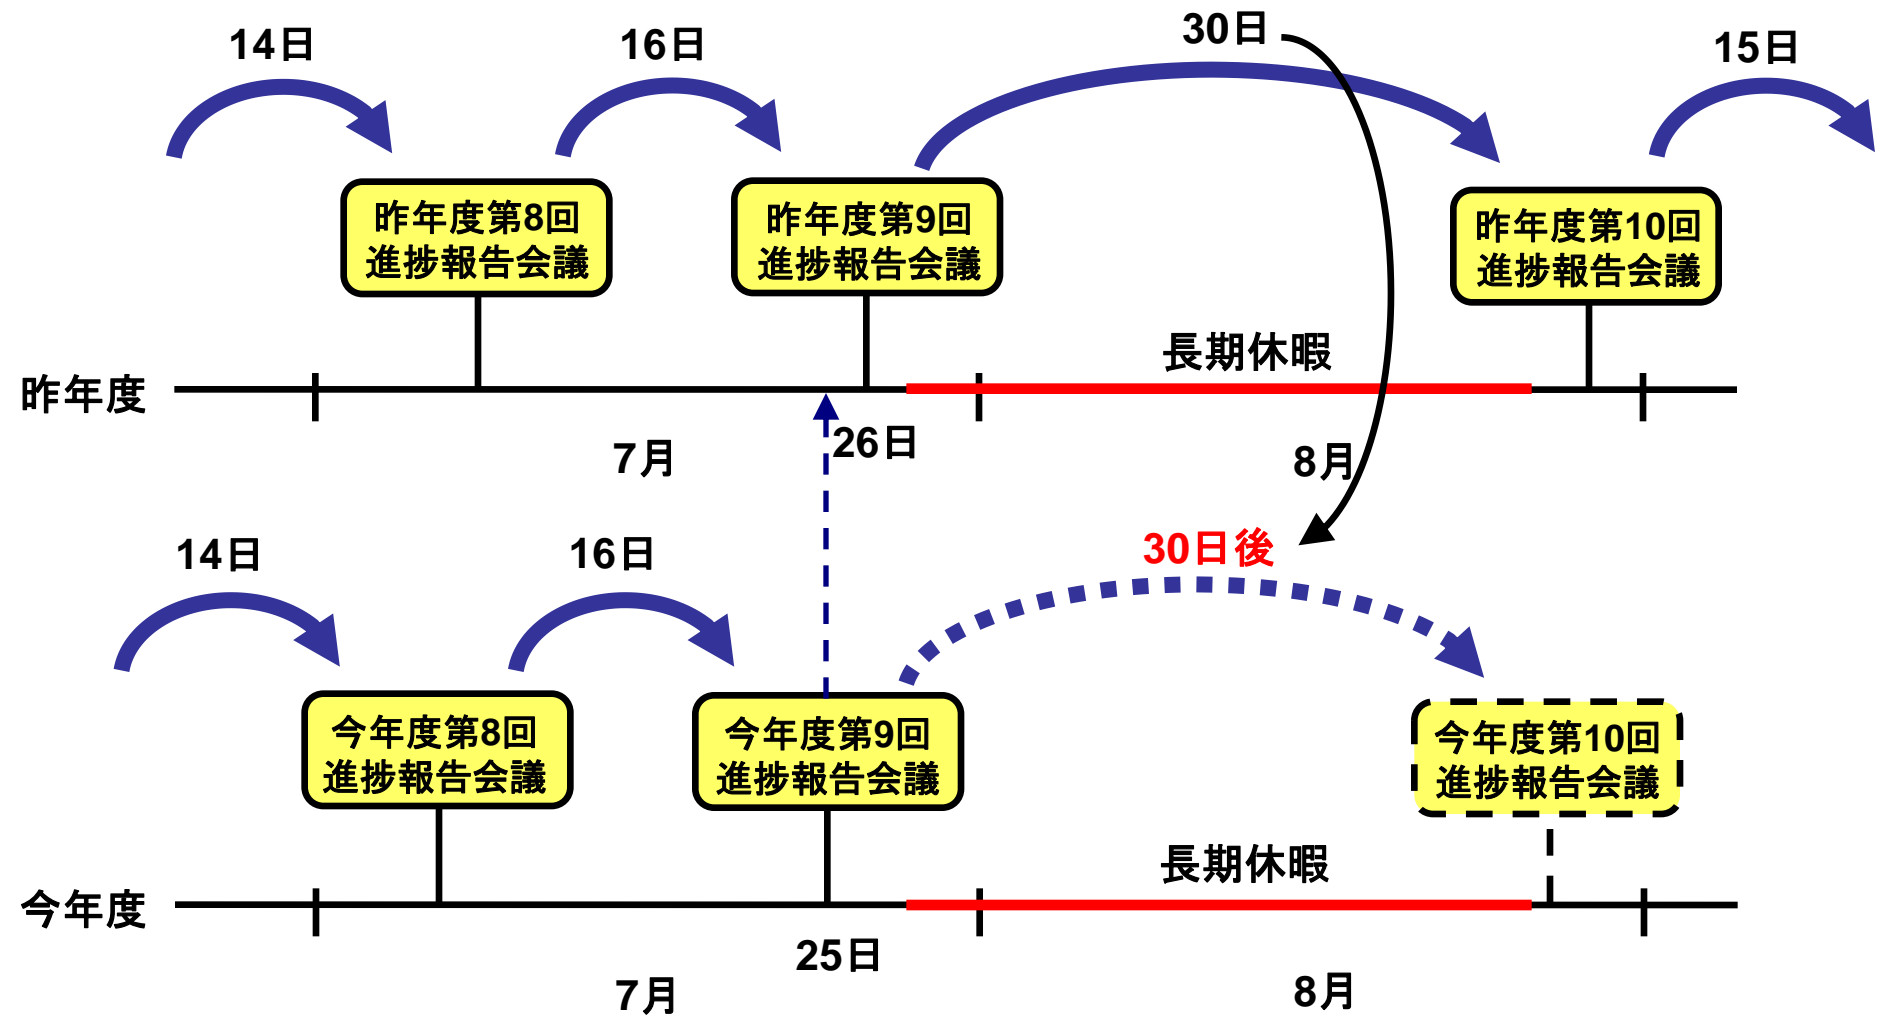 14日
16日
30日
15日
昨年度第8回
進捗報告会議
昨年度第9回
進捗報告会議
昨年度第10回
進捗報告会議
長期休暇
昨年度
7月
26日
8月
14日
16日
30日後
今年度第8回
進捗報告会議
今年度第9回
進捗報告会議
今年度第10回
進捗報告会議
長期休暇
今年度
25日
7月
8月